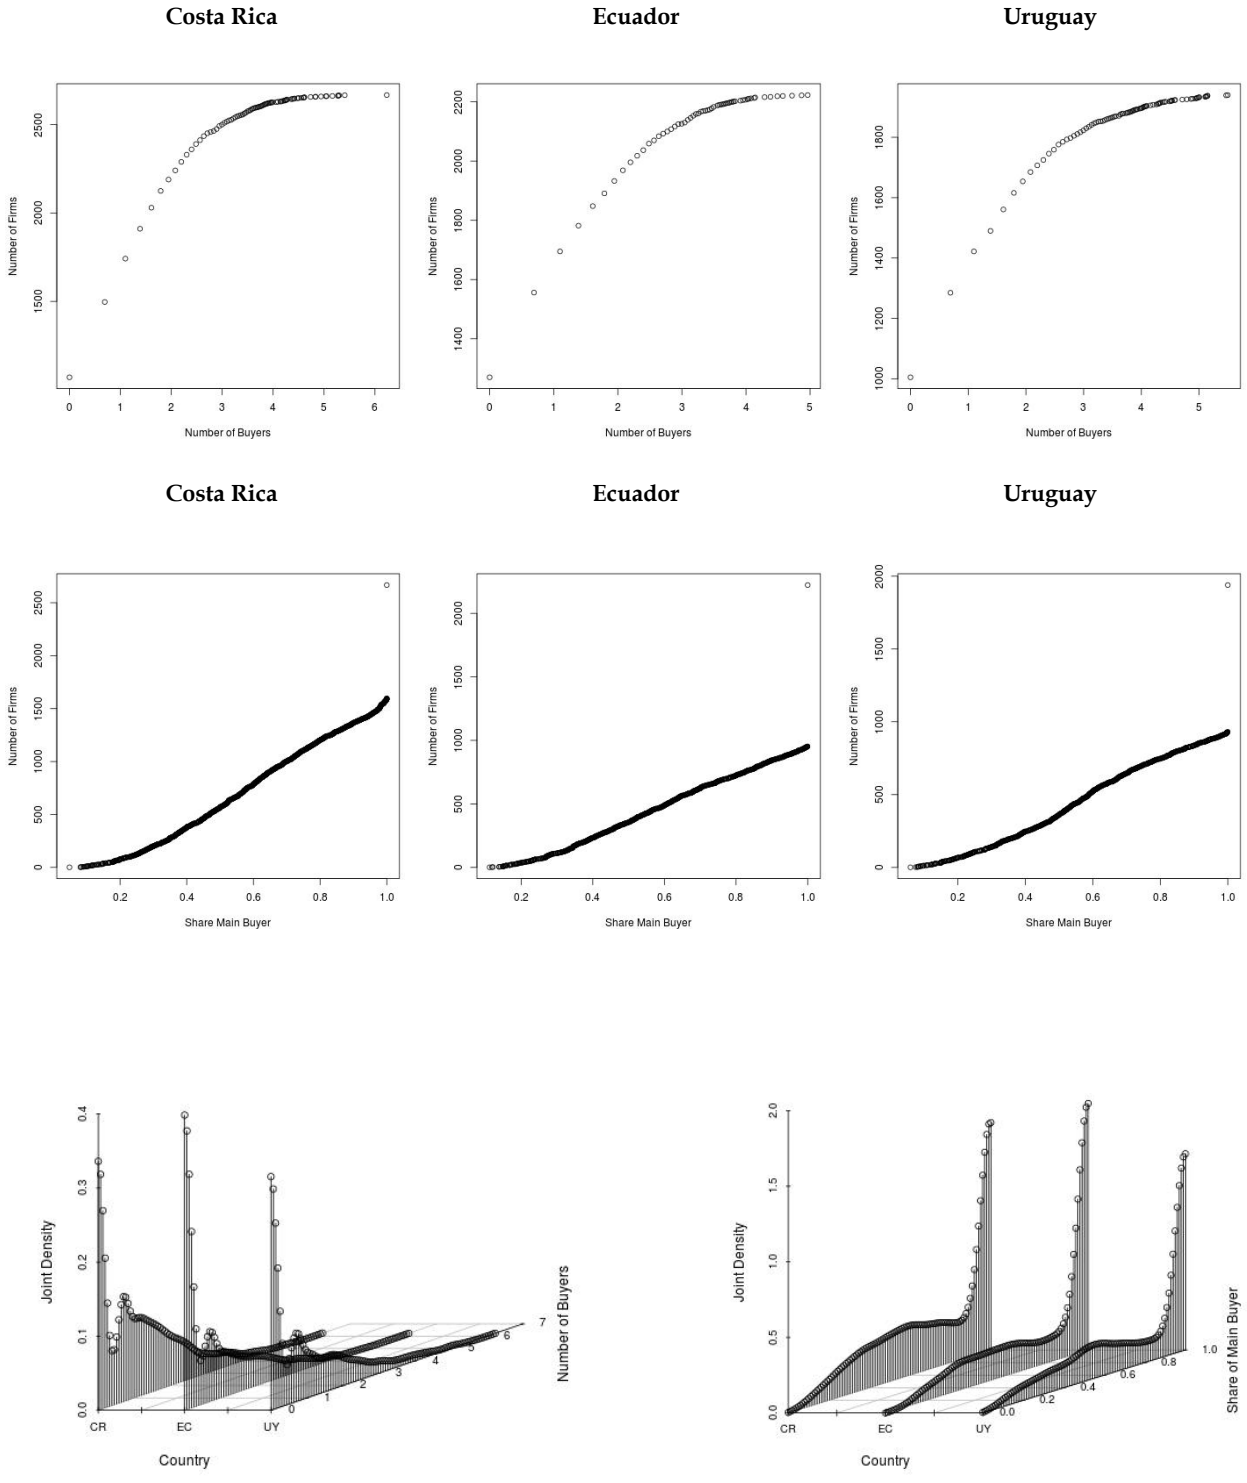 Costa Rica
Ecuador
Uruguay
Number of Firms
1500 2000 2500
0 1 2 3 4 5 6
Number of Buyers
Number of Firms
1400 1600 1800 2000 2200
0 1 2 3 4 5
Number of Buyers
Number of Firms
1000 1200 1400 1600 1800
0 1 2 3 4 5
Number of Buyers
Costa Rica
Ecuador
Uruguay
Number of Firms
0 500 1000 1500 2000 2500
0.2 0.4 0.6 0.8 1.0
Share Main Buyer
Number of Firms
0 500 1000 1500 2000
0.2 0.4 0.6 0.8 1.0
Share Main Buyer
Number of Firms
0 500 1000 1500 2000
0.2 0.4 0.6 0.8 1.0
Share Main Buyer
Joint Density
0.0 0.1 0.2 0.3 0.4
CR EC UY
Country
0 1 2 3 4 5 6 7
Number of Buyers
Joint Density
0.0 0.5 1.0 1.5 2.0
CR EC UY
Country
0.0 0.2 0.4 0.6 0.8 1.0
Share of Main Buyer